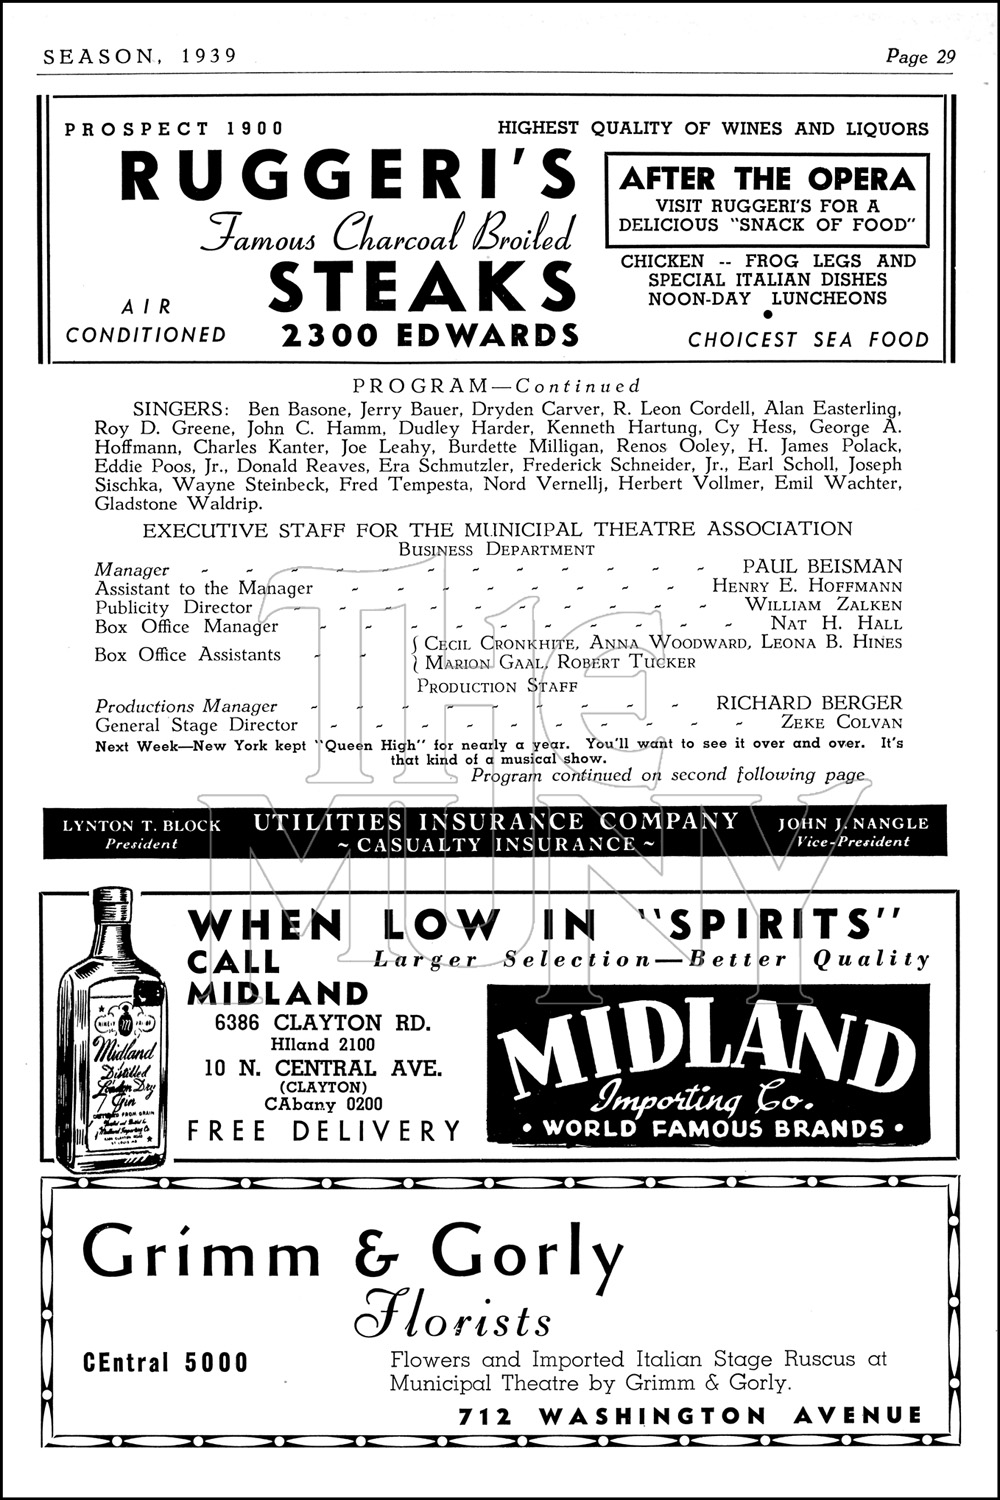 SEASON, 1939
Page 29
PROSPECT 1900
HIGHEST QUALITY OF WINES AND LIQUORS
RUGGERI'S
Famous Charcoal Broiled
STEAKS
2300 EDWARDS
AIR
CONDITIONED
AFTER THE OPERA
VISIT RUGGERI'S FOR A
DELICIOUS "SNACK OF FOOD"
CHICKEN -- FROG LEGS AND
SPECIAL ITALIAN DISHES
NOON-DAY LUNCHEONS
•
CHOICEST SEA FOOD
PROGRAM—Continued
SINGERS: Ben Basone, Jerry Bauer, Dryden Carver, R. Leon Cordell, Alan Easterling,
Roy D. Greene, John C. Hamm, Dudley Harder, Kenneth Hartung, Cy Hess, George A.
Hoffmann, Charles Kanter, Joe Leahy, Burdette Milligan, Renos Ooley, H. James Polack,
Eddie Poos, Jr., Donald Reaves, Era Schmutzler, Frederick Schneider, Jr., Earl Scholl, Joseph
Sischka, Wayne Steinbeck, Fred Tempesta, Nord Vernellj, Herbert Vollmer, Emil Wachter,
Gladstone Waldrip.
EXECUTIVE STAFF FOR THE MUNICIPAL THEATRE ASSOCIATION
BUSINESS DEPARTMENT
Manager - - - - - - - - - - - - PAUL BEISMAN
Assistant to the Manager - - - - - - - - HENRY E. HOFFMANN
Publicity Director - - - - - - - - - - WILLIAM ZALKEN
Box Office Manager - - - - - - - - - - NAT H. HALL
Box Office Assistants - - { CECIL CRONKHITE, ANNA WOODWARD, LEONA B. HINES
{ MARION GAAL, ROBERT TUCKER
PRODUCTION STAFF
Productions Manager - - - - - - - - - RICHARD BERGER
General Stage Director - - - - - - - - - - ZEKE COLVAN
Next Week—New York kept "Queen High" for nearly a year. You'll want to see it over and over. It's
that kind of a musical show.
Program continued on second following page
THE
MUNY
LYNTON T. BLOCK
President
UTILITIES INSURANCE COMPANY
~ CASUALTY INSURANCE ~
JOHN J. NANGLE
Vice-President
WHEN LOW IN "SPIRITS"
CALL
MIDLAND
Larger Selection—Better Quality
6386 CLAYTON RD.
HIland 2100
10 N. CENTRAL AVE.
(CLAYTON)
CAbany 0200
FREE DELIVERY
MIDLAND
Importing Co.
• WORLD FAMOUS BRANDS •
M
Midland
Distilled
London Dry
Gin
DISTILLED FROM GRAIN
Midland Importing Co.
ST. LOUIS MO
Grimm & Gorly
Florists
CEntral 5000
Flowers and Imported Italian Stage Ruscus at
Municipal Theatre by Grimm & Gorly.
712 WASHINGTON AVENUE